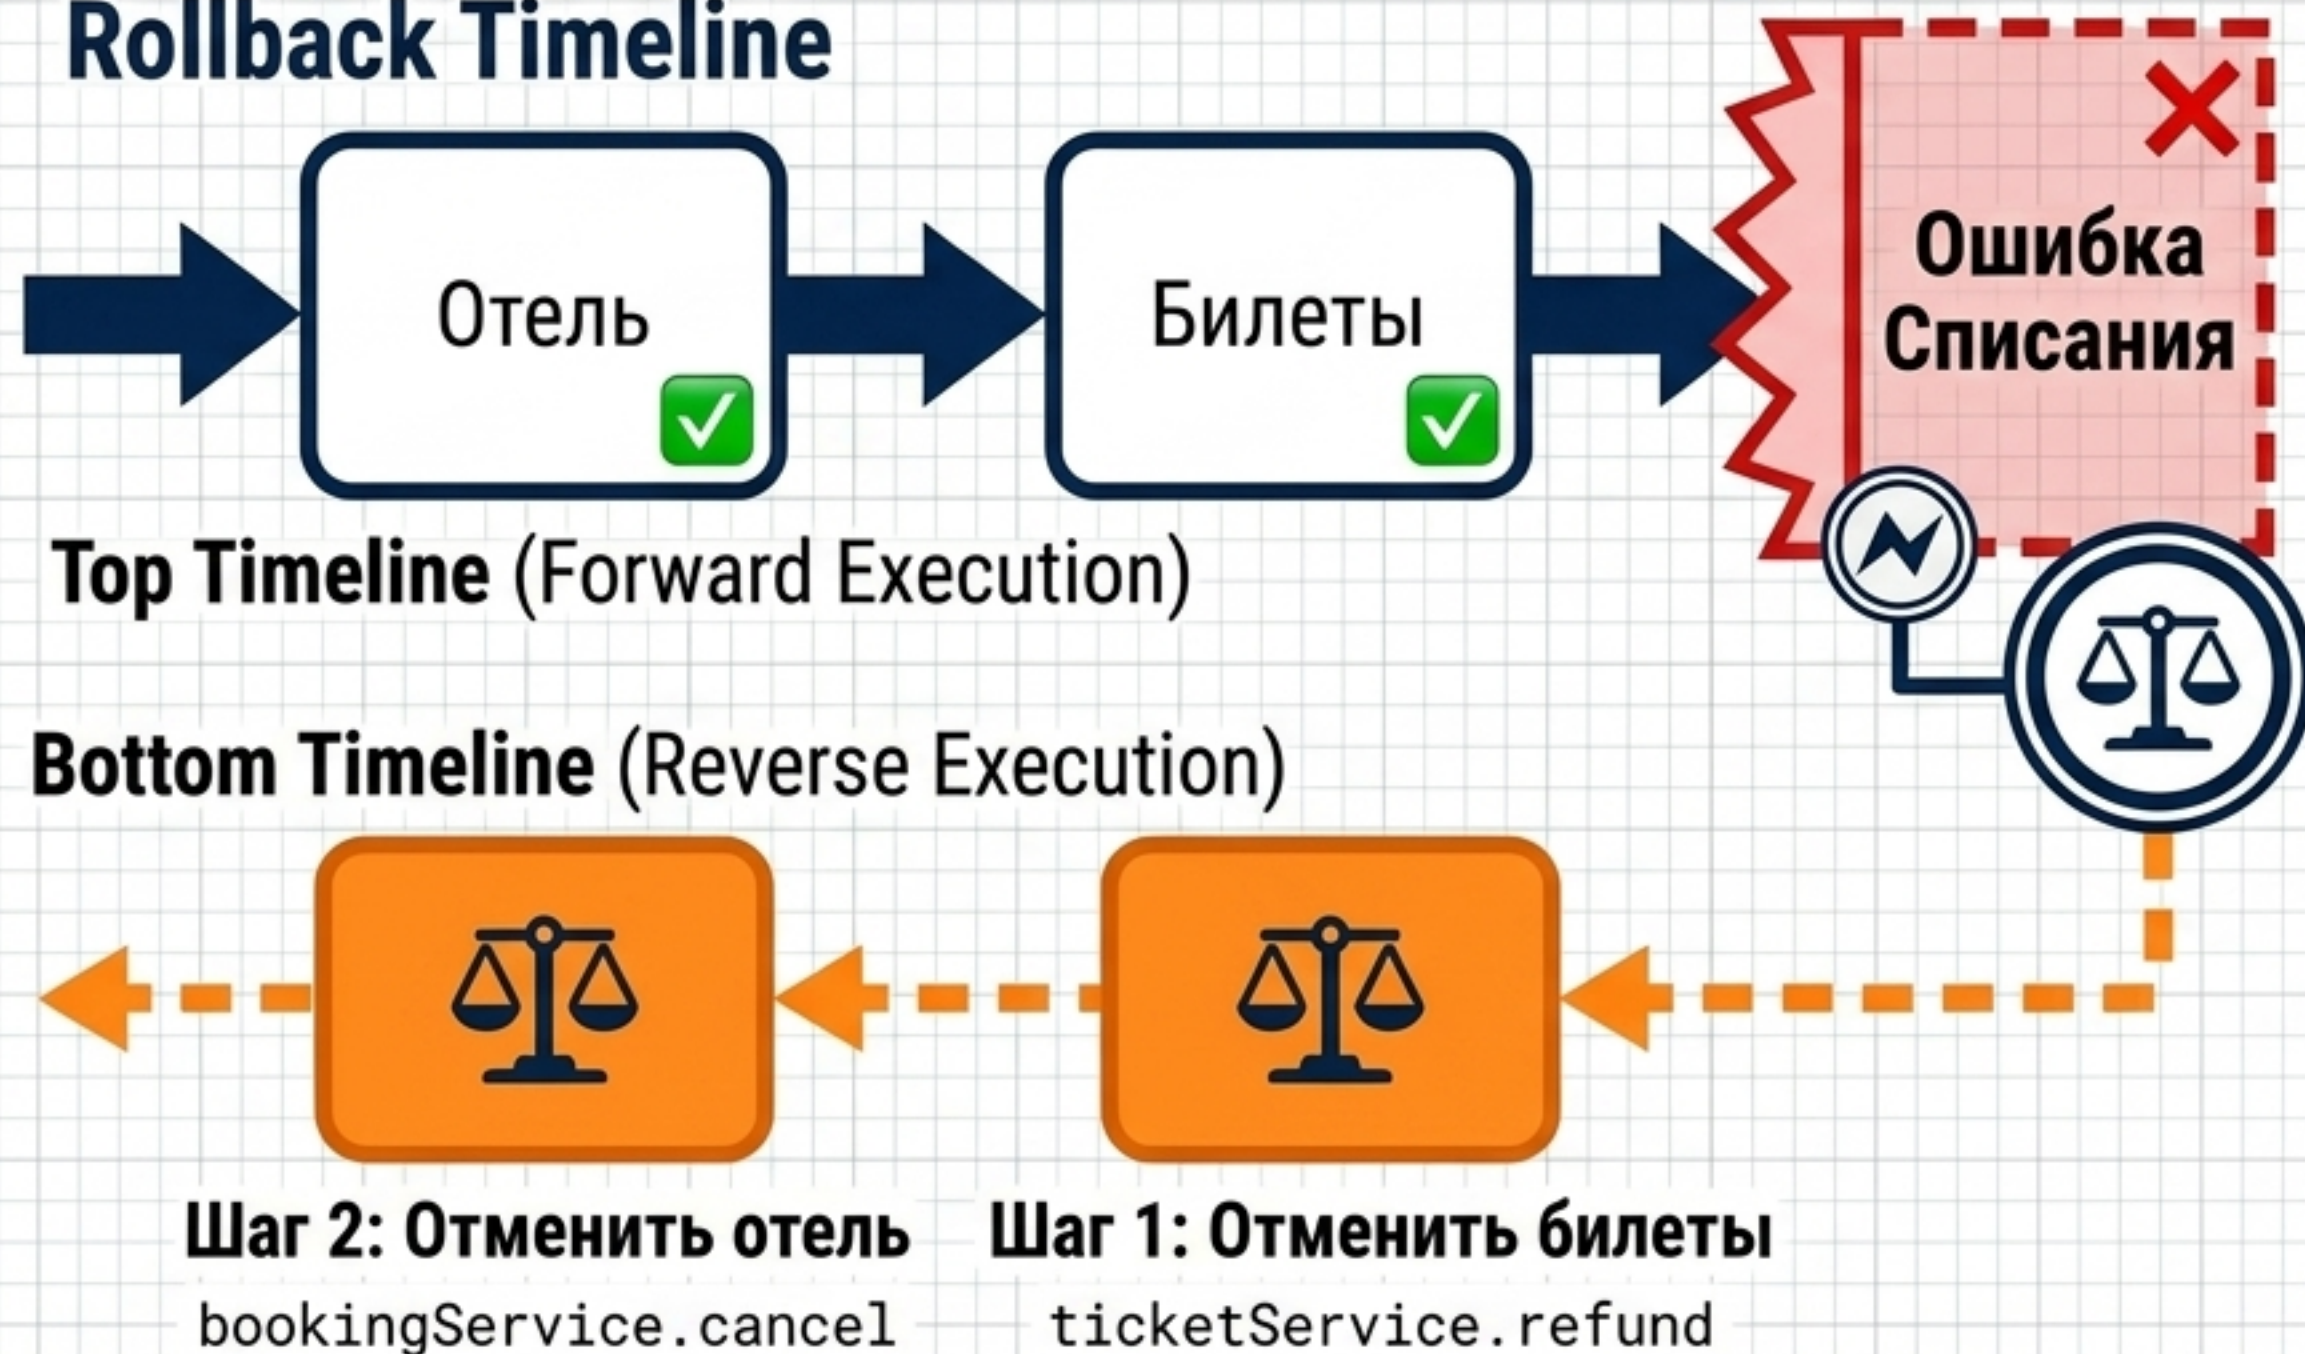 Rollback Timeline
Отель
Билеты
Ошибка
Списания
Top Timeline (Forward Execution)
Bottom Timeline (Reverse Execution)
Шаг 2: Отменить отель
bookingService.cancel
Шаг 1: Отменить билеты
ticketService.refund